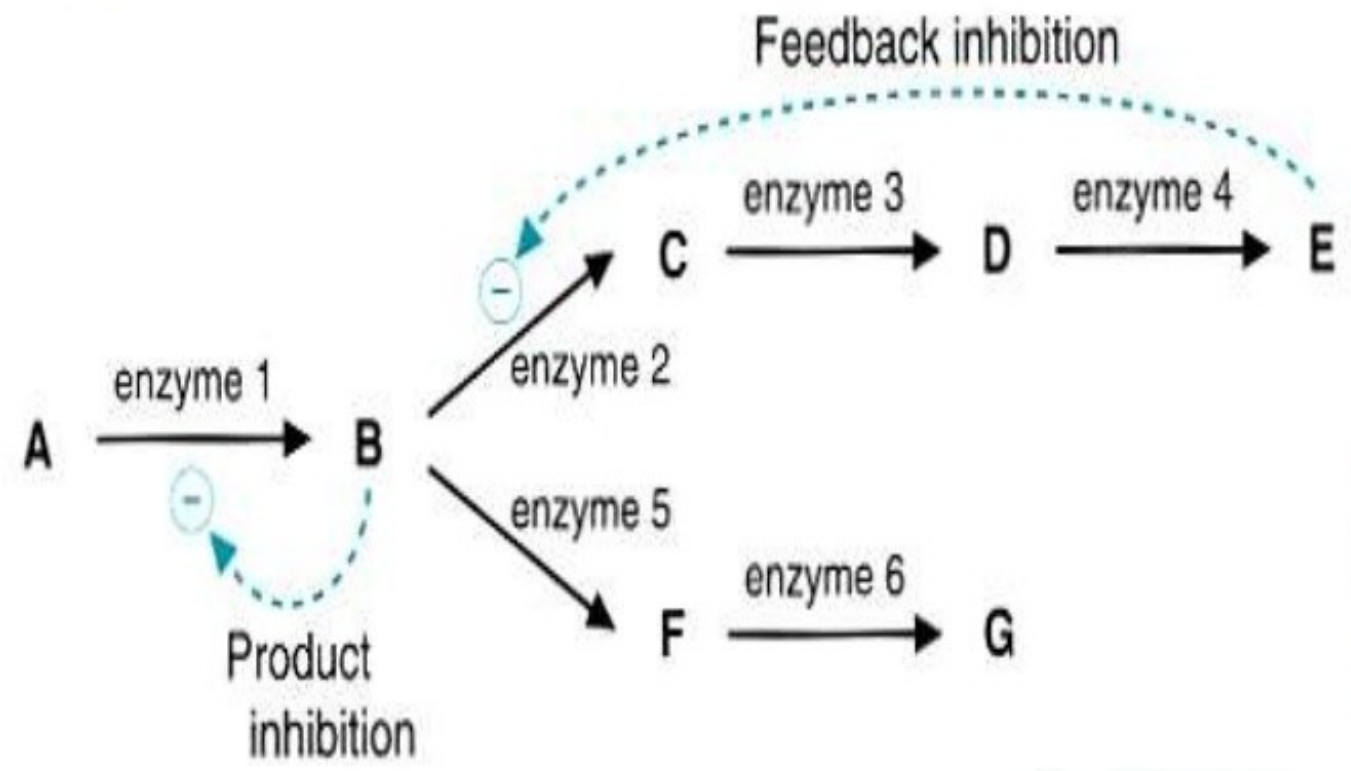 Feedback inhibition
enzyme 3
enzyme 4
C
D
E
−
enzyme 2
enzyme 1
A
B
−
enzyme 5
enzyme 6
F
G
Product
inhibition